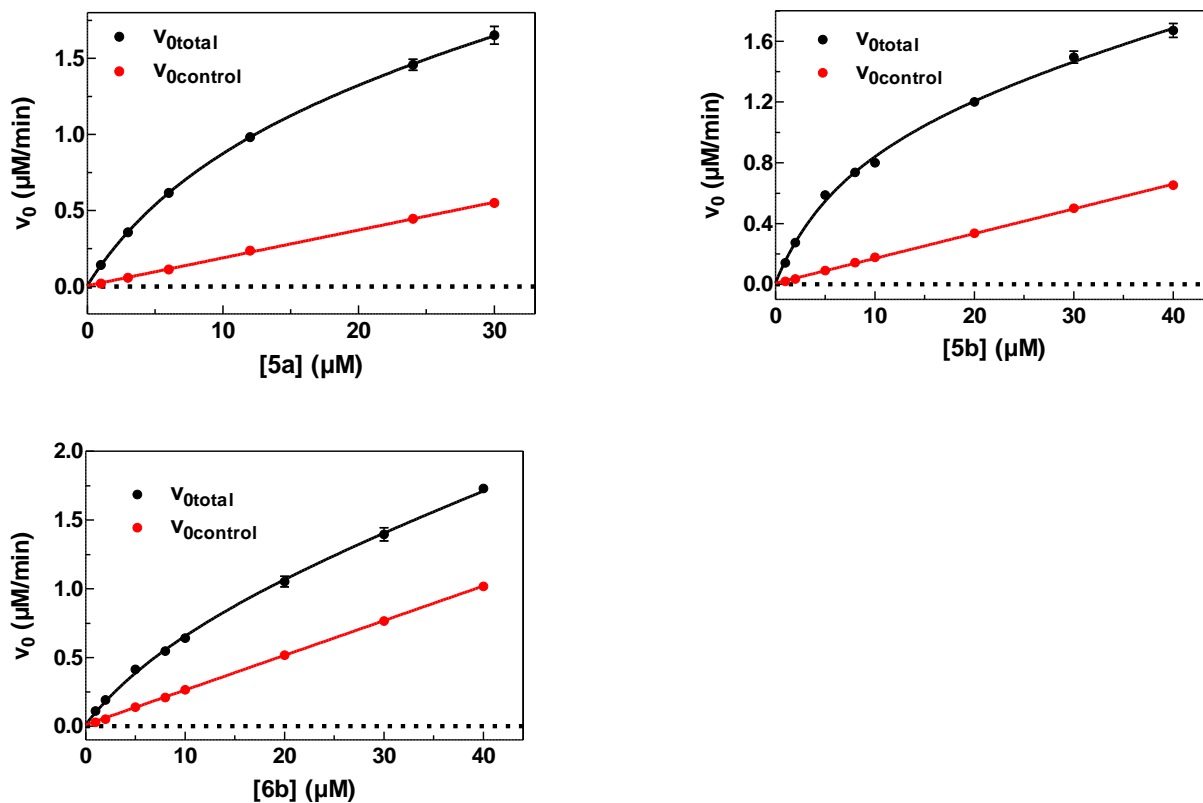 1.5
1.0
0.5
0.0
v0total
v0control
v0 (µM/min)
0 10 20 30
[5a] (µM)
1.6
1.2
0.8
0.4
0.0
v0total
v0control
v0 (µM/min)
0 10 20 30 40
[5b] (µM)
2.0
1.5
1.0
0.5
0.0
v0total
v0control
v0 (µM/min)
0 10 20 30 40
[6b] (µM)